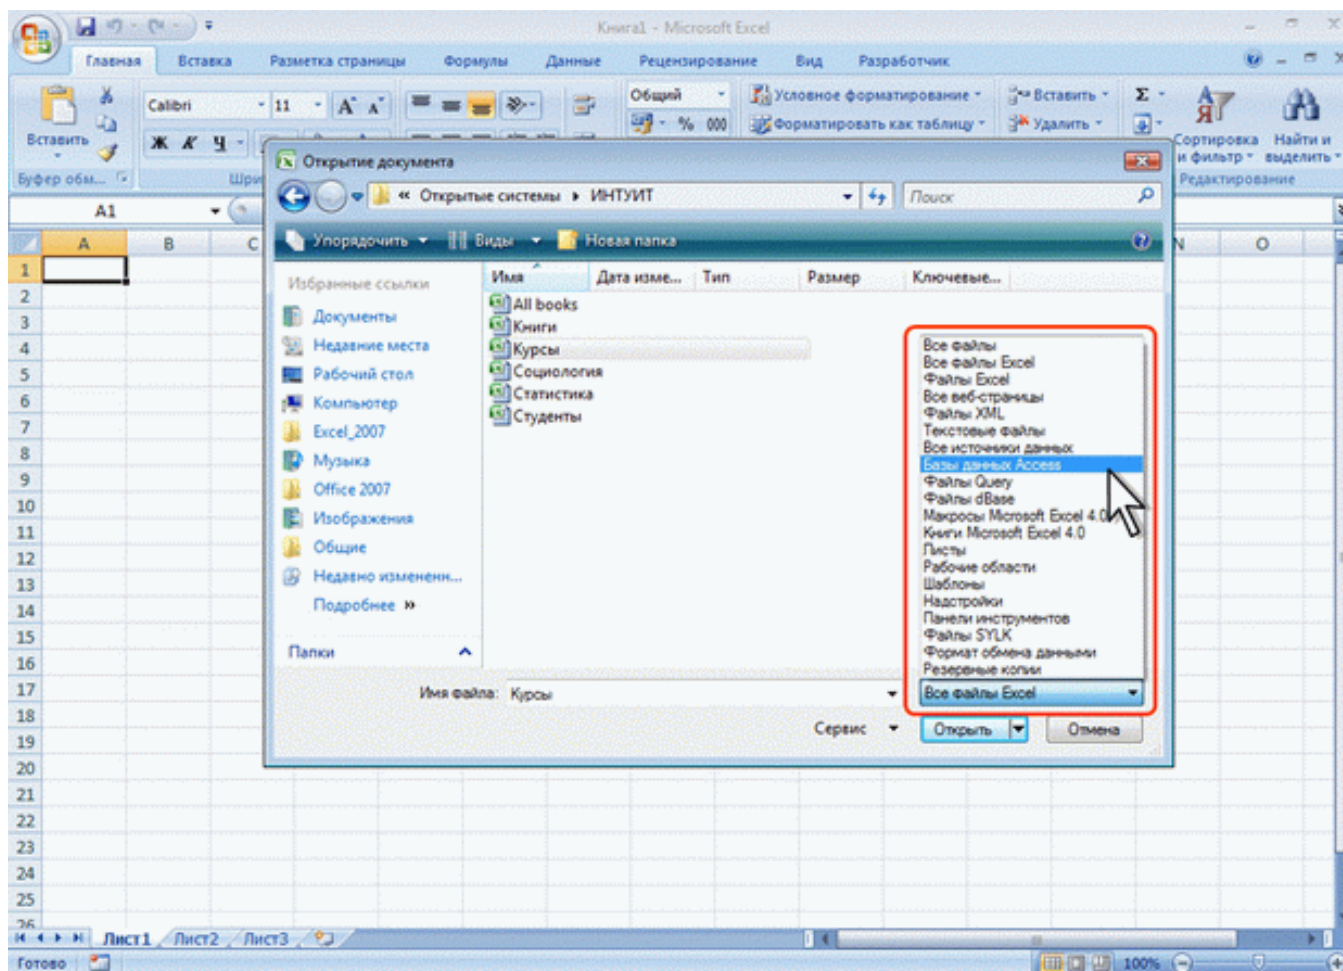 Книга1 - Microsoft Excel
Главная Вставка Разметка страницы Формулы Данные Рецензирование Вид Разработчик
Вставить
Calibri 11
Ж К Ч
Общий
% 000
Условное форматирование
Форматировать как таблицу
Вставить
Удалить
Σ
Сортировка и фильтр
Найти и выделить
Буфер обм...
Редактирование
A1
A B C N O
1
2
3
4
5
6
7
8
9
10
11
12
13
14
15
16
17
18
19
20
21
22
23
24
25
26
Открытие документа
« Открытые системы ▸ ИНТУИТ
Поиск
Упорядочить Виды Новая папка
Избранные ссылки
Документы
Недавние места
Рабочий стол
Компьютер
Excel_2007
Музыка
Office 2007
Изображения
Общие
Недавно измененн...
Подробнее »
Папки
Имя Дата изме... Тип Размер Ключевые...
All books
Книги
Курсы
Социология
Статистика
Студенты
Все файлы
Все файлы Excel
Файлы Excel
Все веб-страницы
Файлы XML
Текстовые файлы
Все источники данных
Базы данных Access
Файлы Query
Файлы dBase
Макросы Microsoft Excel 4.0
Книги Microsoft Excel 4.0
Листы
Рабочие области
Шаблоны
Надстройки
Панели инструментов
Файлы SYLK
Формат обмена данными
Резервные копии
Имя файла: Курсы
Все файлы Excel
Сервис Открыть Отмена
Лист1 Лист2 Лист3
Готово
100%